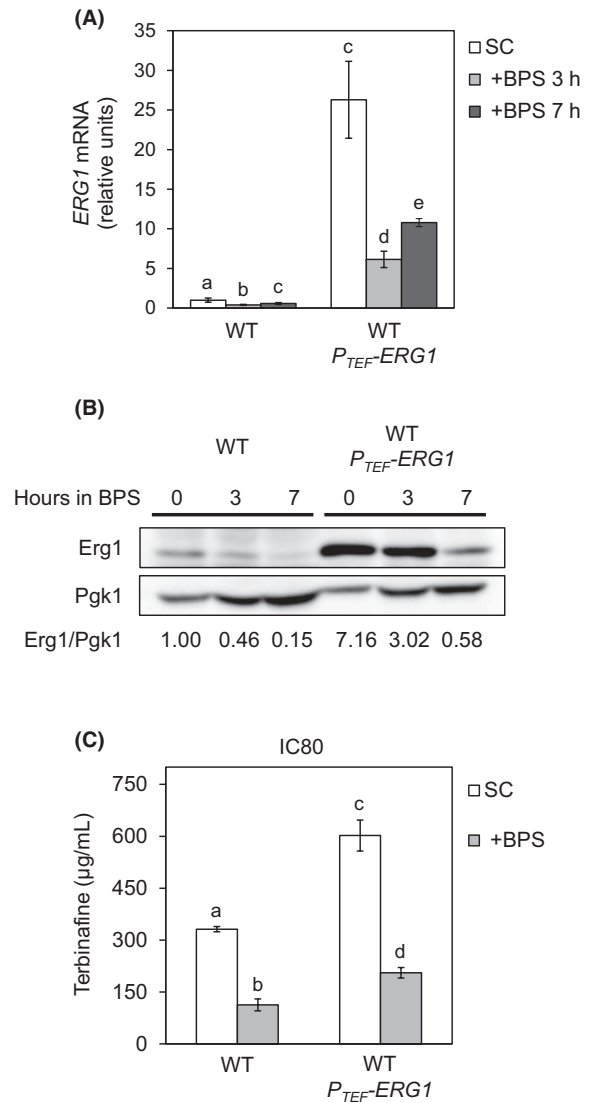 (A)
35
30
25
20
15
10
5
0
ERG1 mRNA
(relative units)
a b c c d e
SC
+BPS 3 h
+BPS 7 h
WT WT
P_TEF-ERG1
(B)
WT WT
P_TEF-ERG1
Hours in BPS 0 3 7 0 3 7
Erg1
Pgk1
Erg1/Pgk1 1.00 0.46 0.15 7.16 3.02 0.58
(C)
IC80
750
600
450
300
150
0
Terbinafine (µg/mL)
a b c d
SC
+BPS
WT WT
P_TEF-ERG1